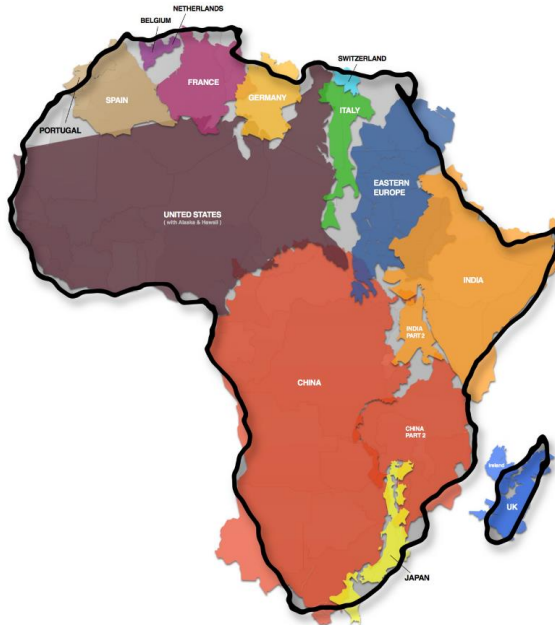 NETHERLANDS
BELGIUM
SWITZERLAND
FRANCE
SPAIN
GERMANY
ITALY
PORTUGAL
EASTERN
EUROPE
UNITED STATES
( with Alaska & Hawaii )
INDIA
INDIA
PART 2
CHINA
CHINA
PART 2
Ireland
UK
JAPAN